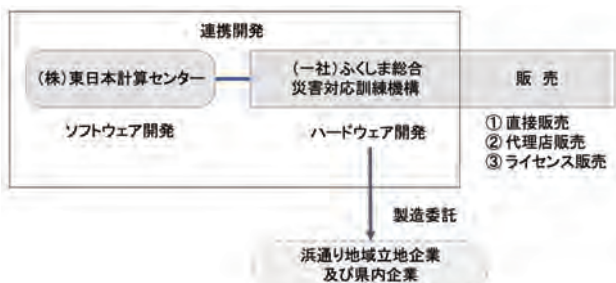 連携開発
(株)東日本計算センター
(一社)ふくしま総合
災害対応訓練機構
販 売
ソフトウェア開発
ハードウェア開発
① 直接販売
② 代理店販売
③ ライセンス販売
製造委託
浜通り地域立地企業
及び県内企業